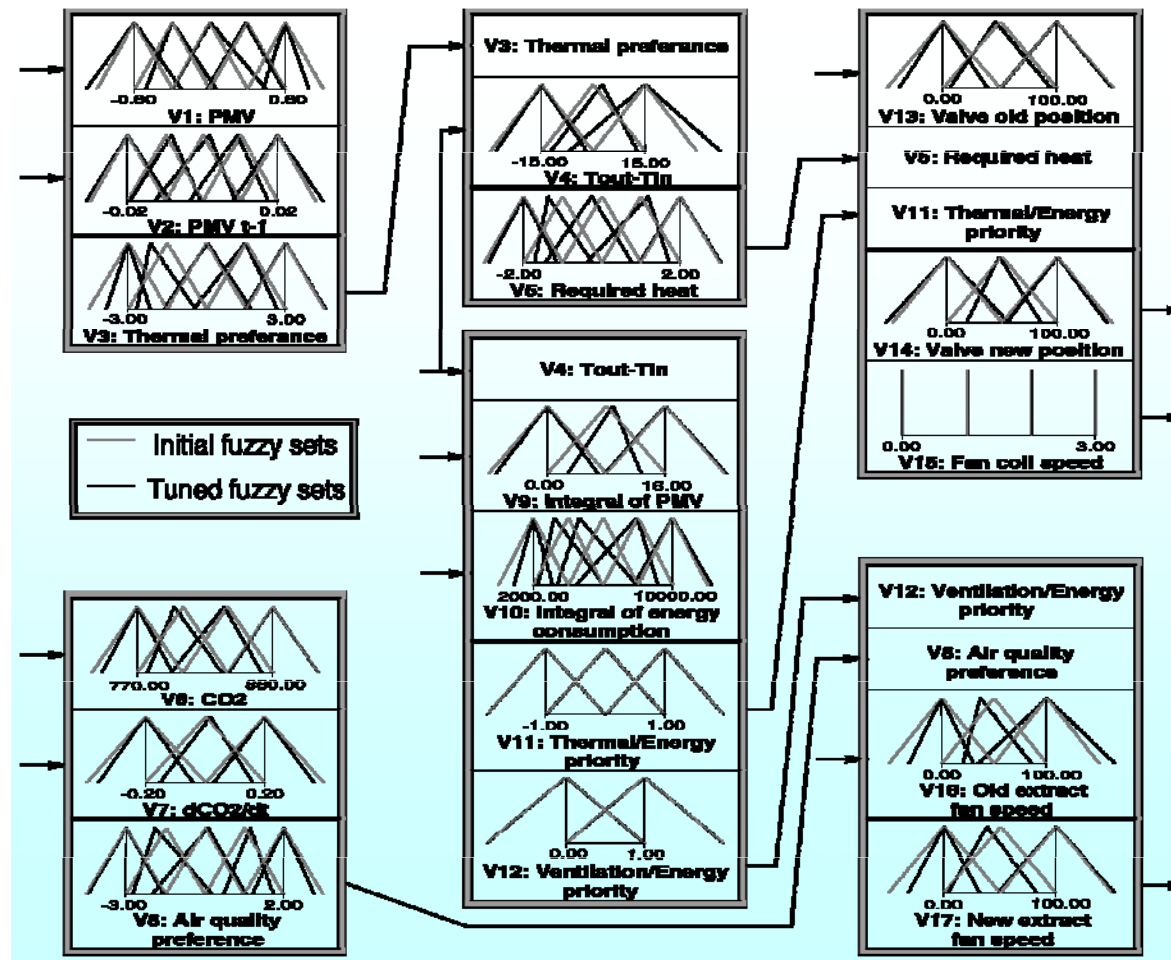 -0.80 0.80
V1: PMV
-0.02 0.02
V2: PMV t-1
-3.00 3.00
V3: Thermal preferance
Initial fuzzy sets
Tuned fuzzy sets
770.00 880.00
V6: CO2
-0.20 0.20
V7: dCO2/dt
-3.00 2.00
V8: Air quality
preference
V3: Thermal preferance
-15.00 15.00
V4: Tout-Tin
-2.00 2.00
V5: Required heat
V4: Tout-Tin
0.00 16.00
V9: Integral of PMV
2000.00 10000.00
V10: Integral of energy
consumption
-1.00 1.00
V11: Thermal/Energy
priority
0.00 1.00
V12: Ventilation/Energy
priority
0.00 100.00
V13: Valve old position
V5: Required heat
V11: Thermal/Energy
priority
0.00 100.00
V14: Valve new position
0.00 3.00
V15: Fan coil speed
V12: Ventilation/Energy
priority
V8: Air quality
preference
0.00 100.00
V16: Old extract
fan speed
0.00 100.00
V17: New extract
fan speed